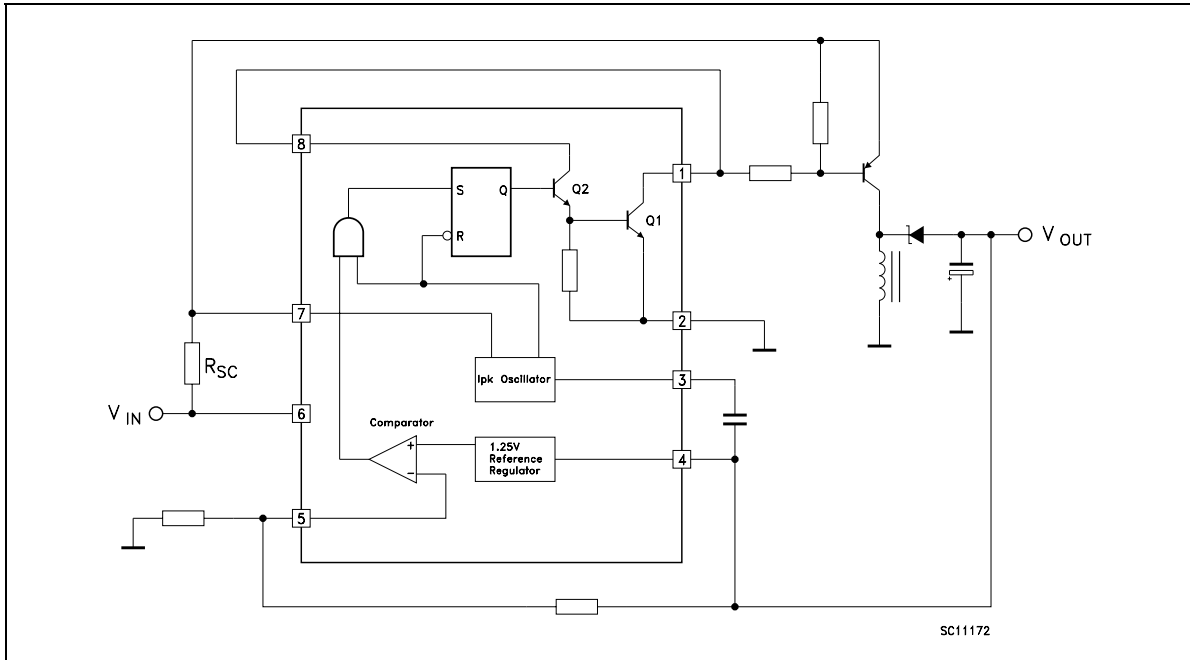 8
1
S
Q
Q2
Q1
R
V OUT
7
2
RSC
Ipk Oscillator
3
V IN
6
Comparator
+
1.25V
Reference
Regulator
4
−
+
5
SC11172